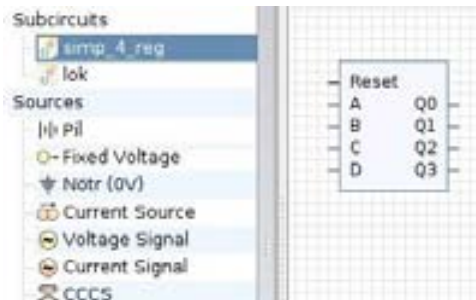 Subcircuits
simp_4_reg
lok
Sources
Pil
Fixed Voltage
Notr (0V)
Current Source
Voltage Signal
Current Signal
CCCS
Reset
A Q0
B Q1
C Q2
D Q3